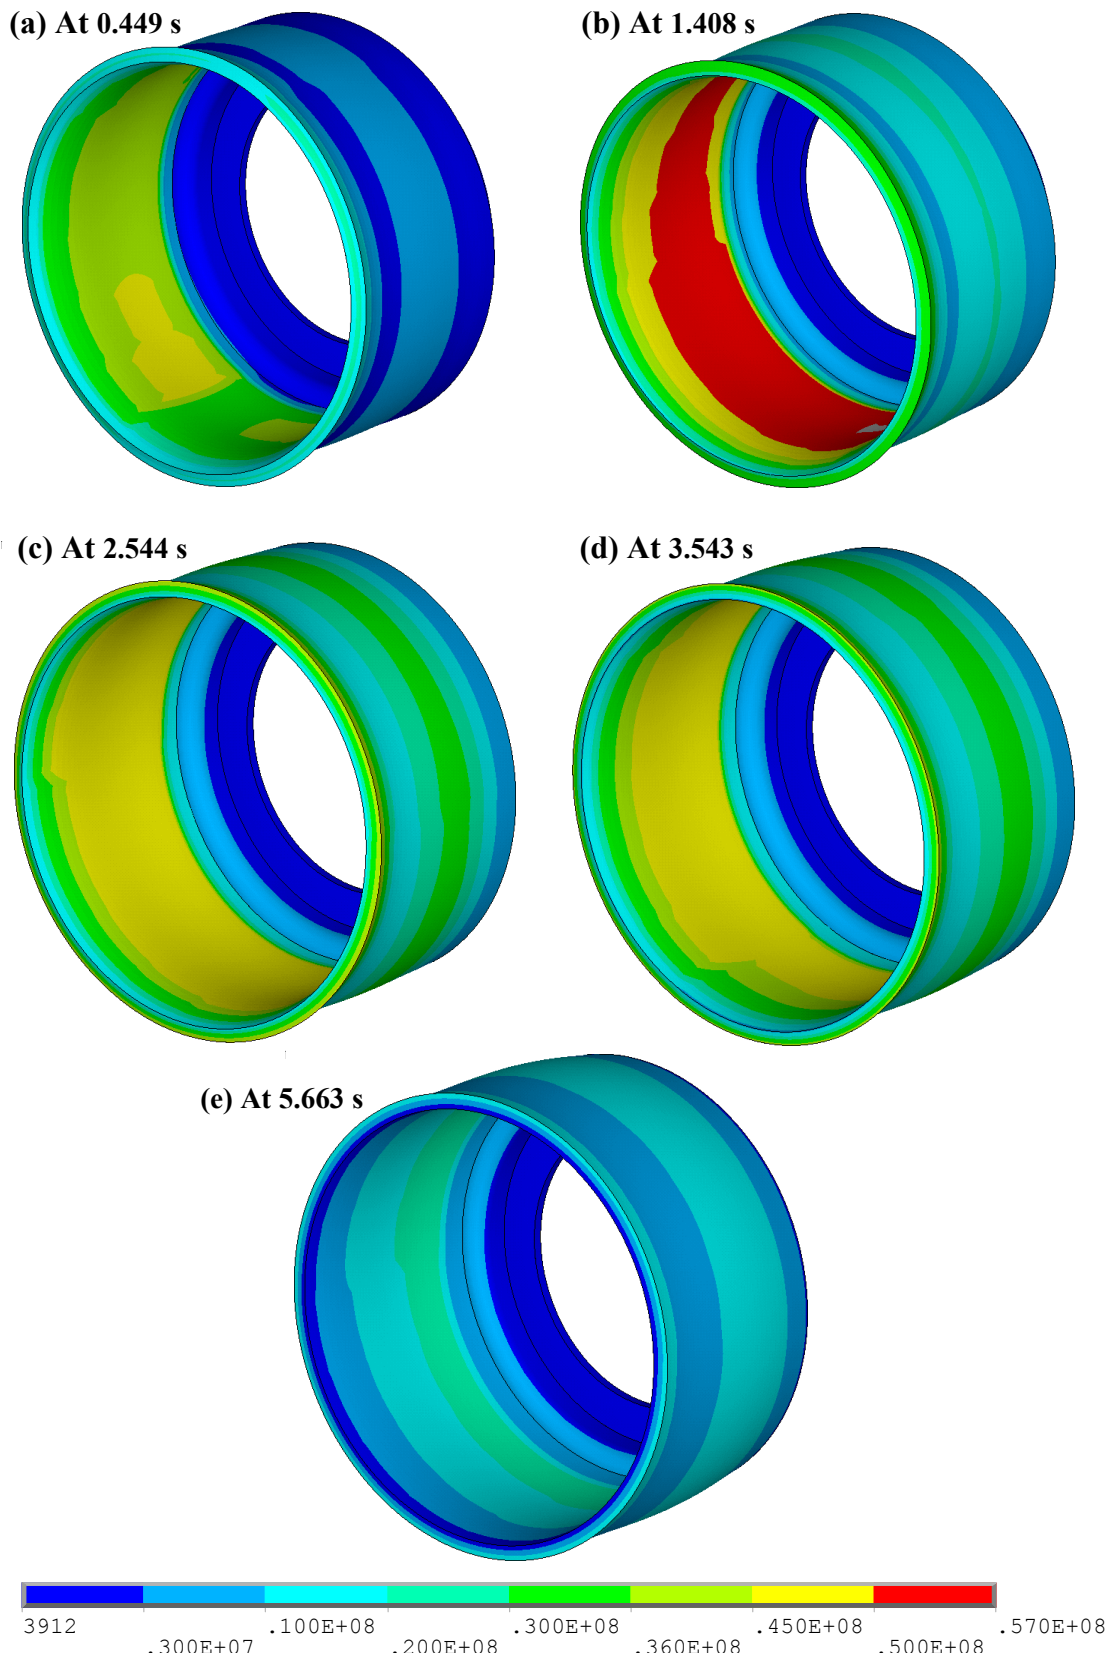 (a) At 0.449 s
(b) At 1.408 s
(c) At 2.544 s
(d) At 3.543 s
(e) At 5.663 s
3912 .100E+08 .300E+08 .450E+08 .570E+08
.300E+07 .200E+08 .360E+08 .500E+08